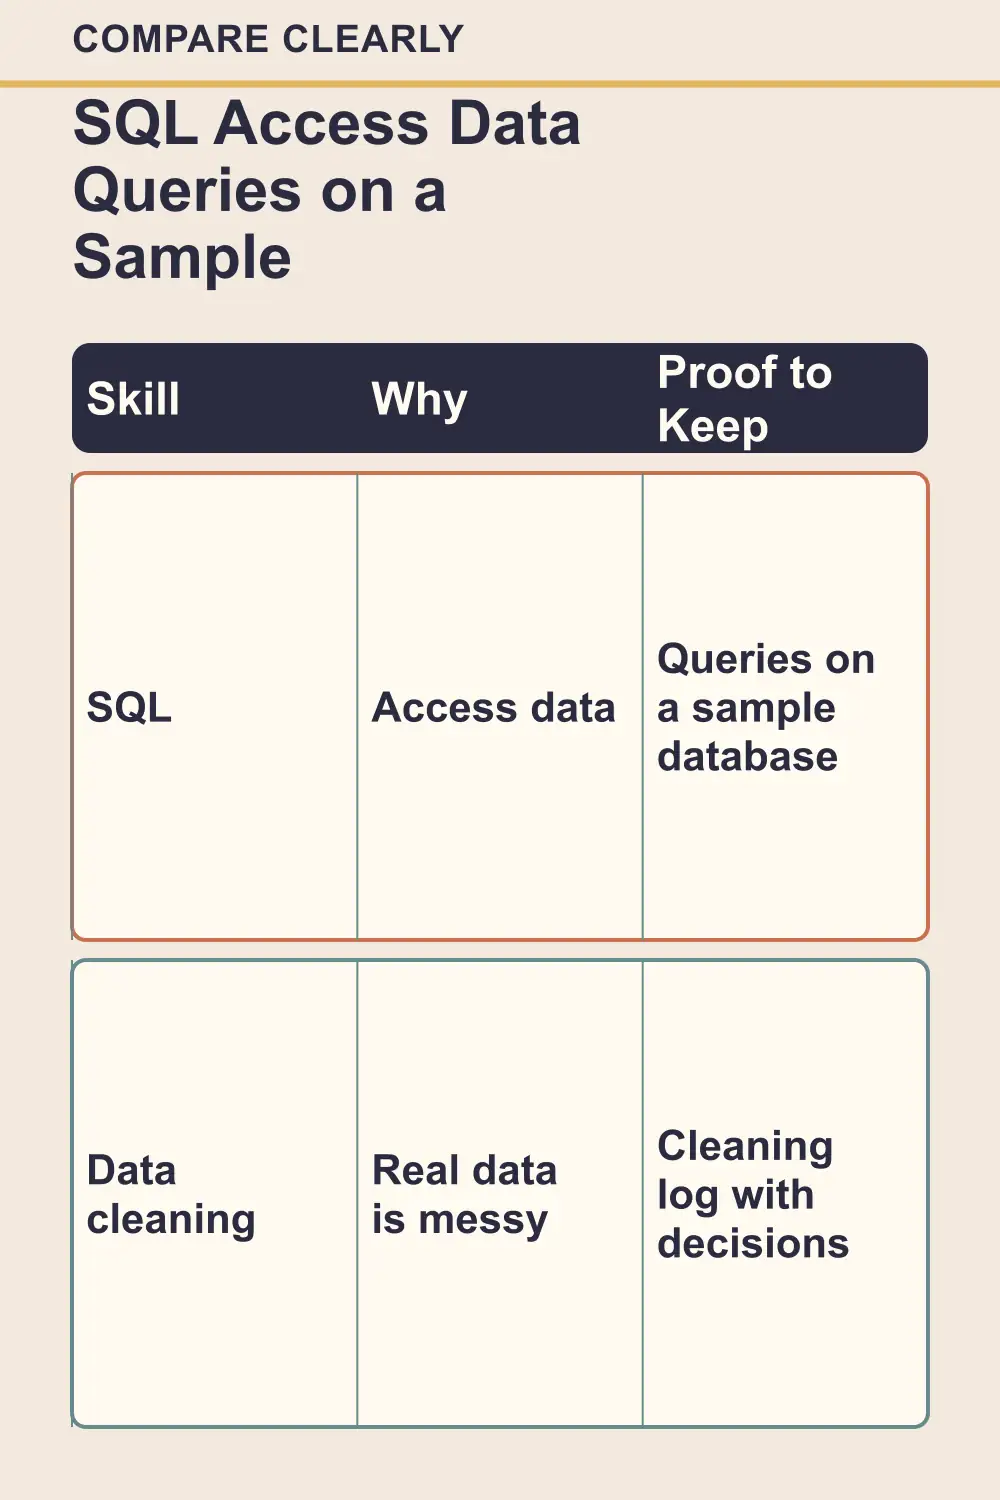 COMPARE CLEARLY
SQL Access Data
Queries on a
Sample
Skill
Why
Proof to
Keep
SQL
Access data
Queries on
a sample
database
Data
cleaning
Real data
is messy
Cleaning
log with
decisions